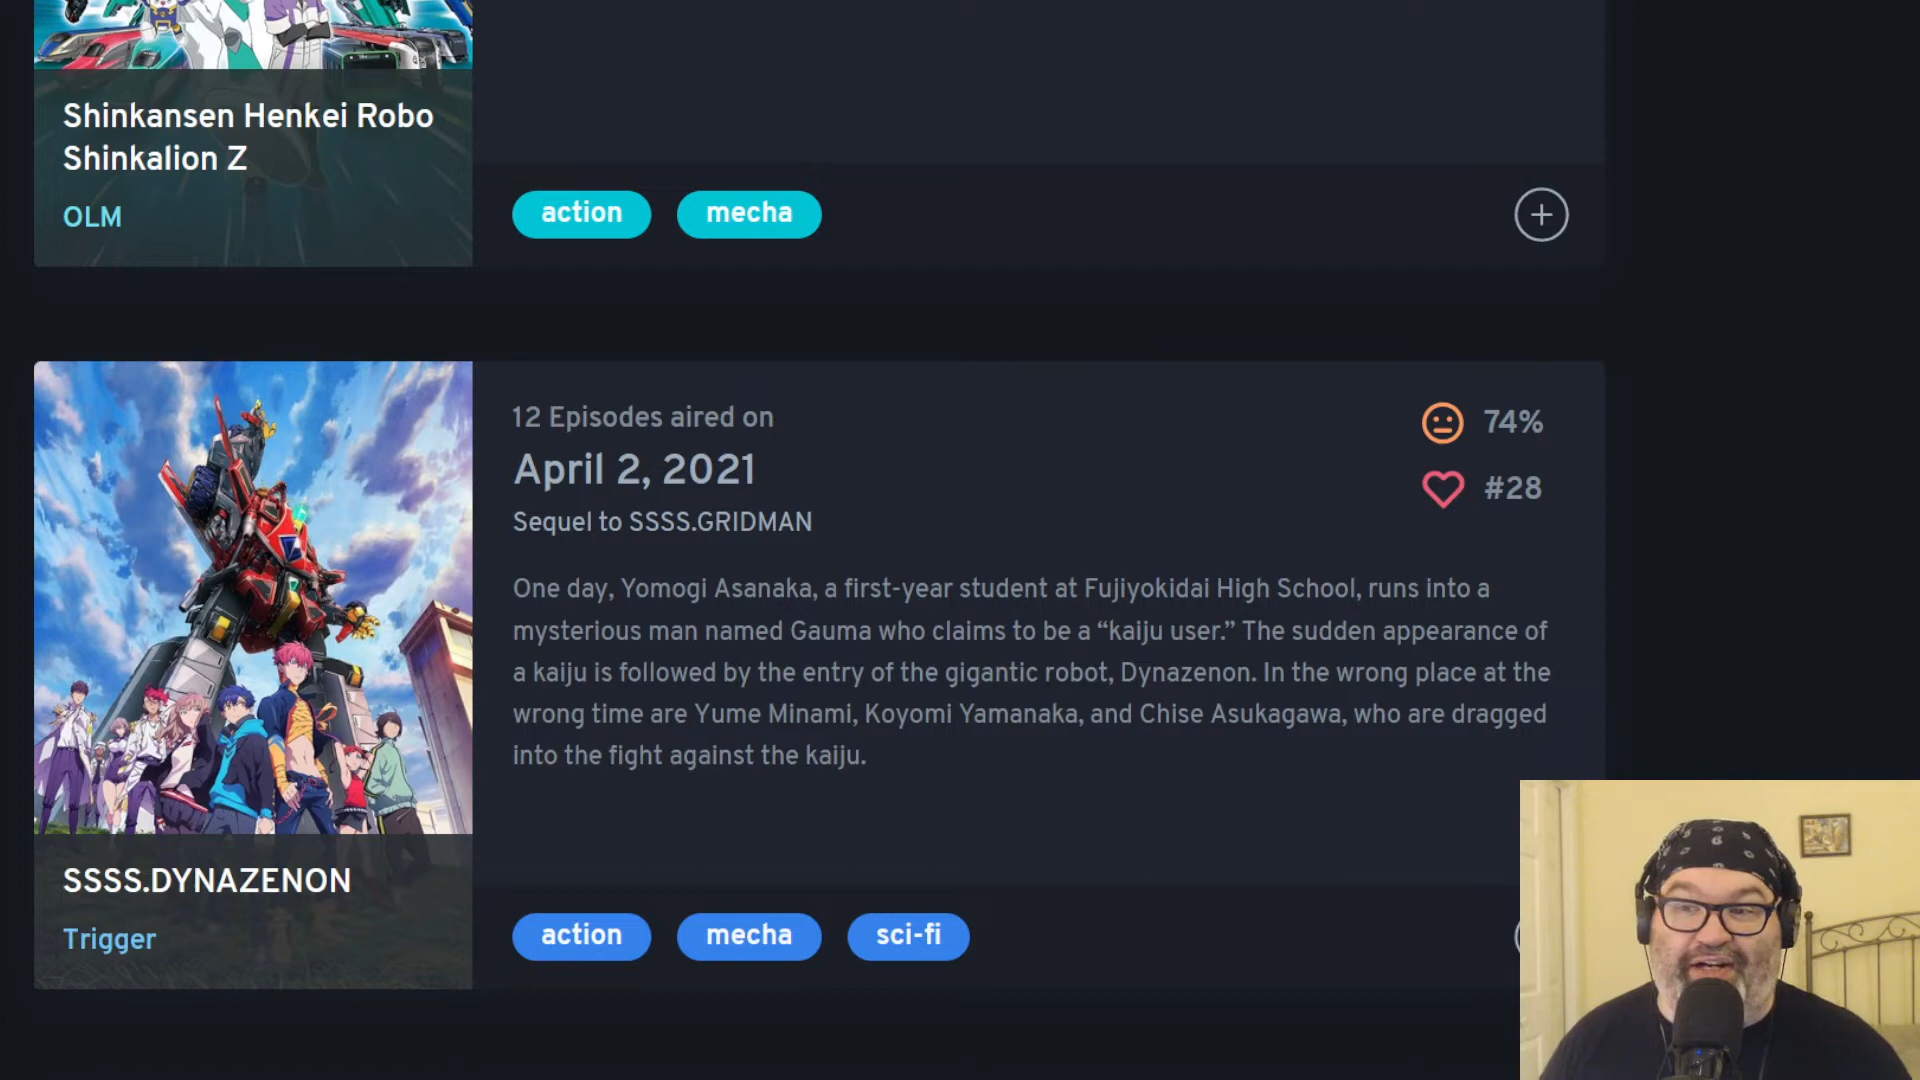 Shinkansen Henkei Robo
Shinkalion Z
OLM
action
mecha
12 Episodes aired on
April 2, 2021
Sequel to SSSS.GRIDMAN
74%
#28
One day, Yomogi Asanaka, a first-year student at Fujiyokidai High School, runs into a
mysterious man named Gauma who claims to be a “kaiju user.” The sudden appearance of
a kaiju is followed by the entry of the gigantic robot, Dynazenon. In the wrong place at the
wrong time are Yume Minami, Koyomi Yamanaka, and Chise Asukagawa, who are dragged
into the fight against the kaiju.
SSSS.DYNAZENON
Trigger
action
mecha
sci-fi